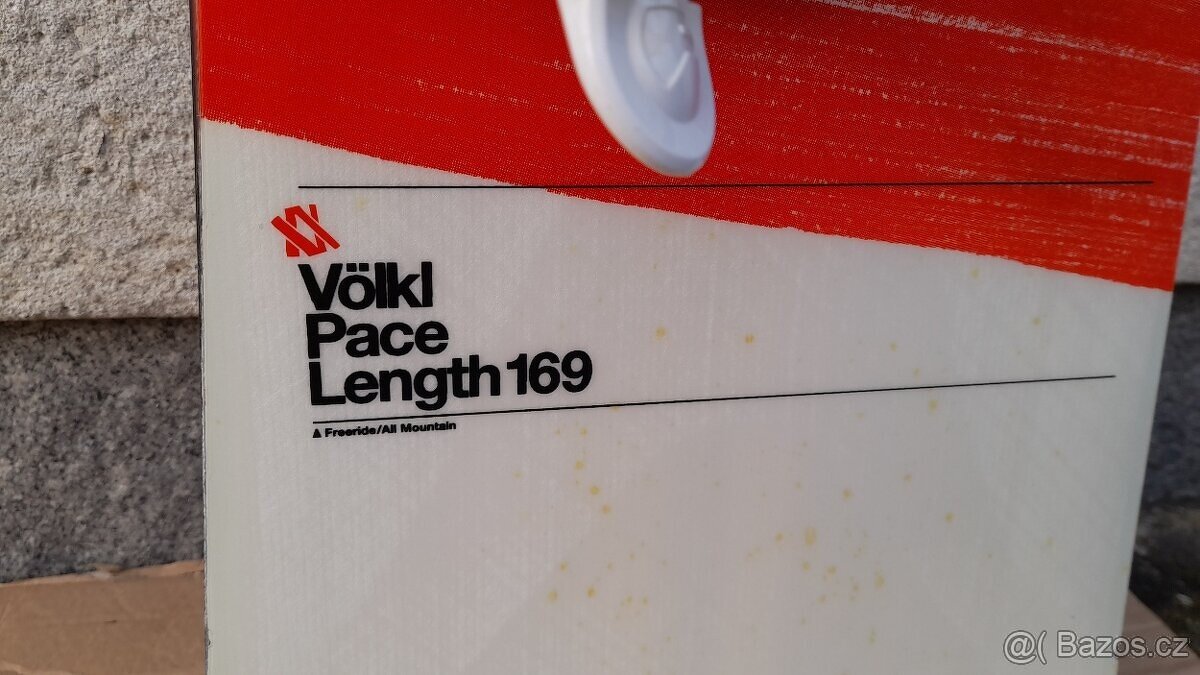 Völkl
Pace
Length 169
▲ Freeride/All Mountain
@( Bazos.cz